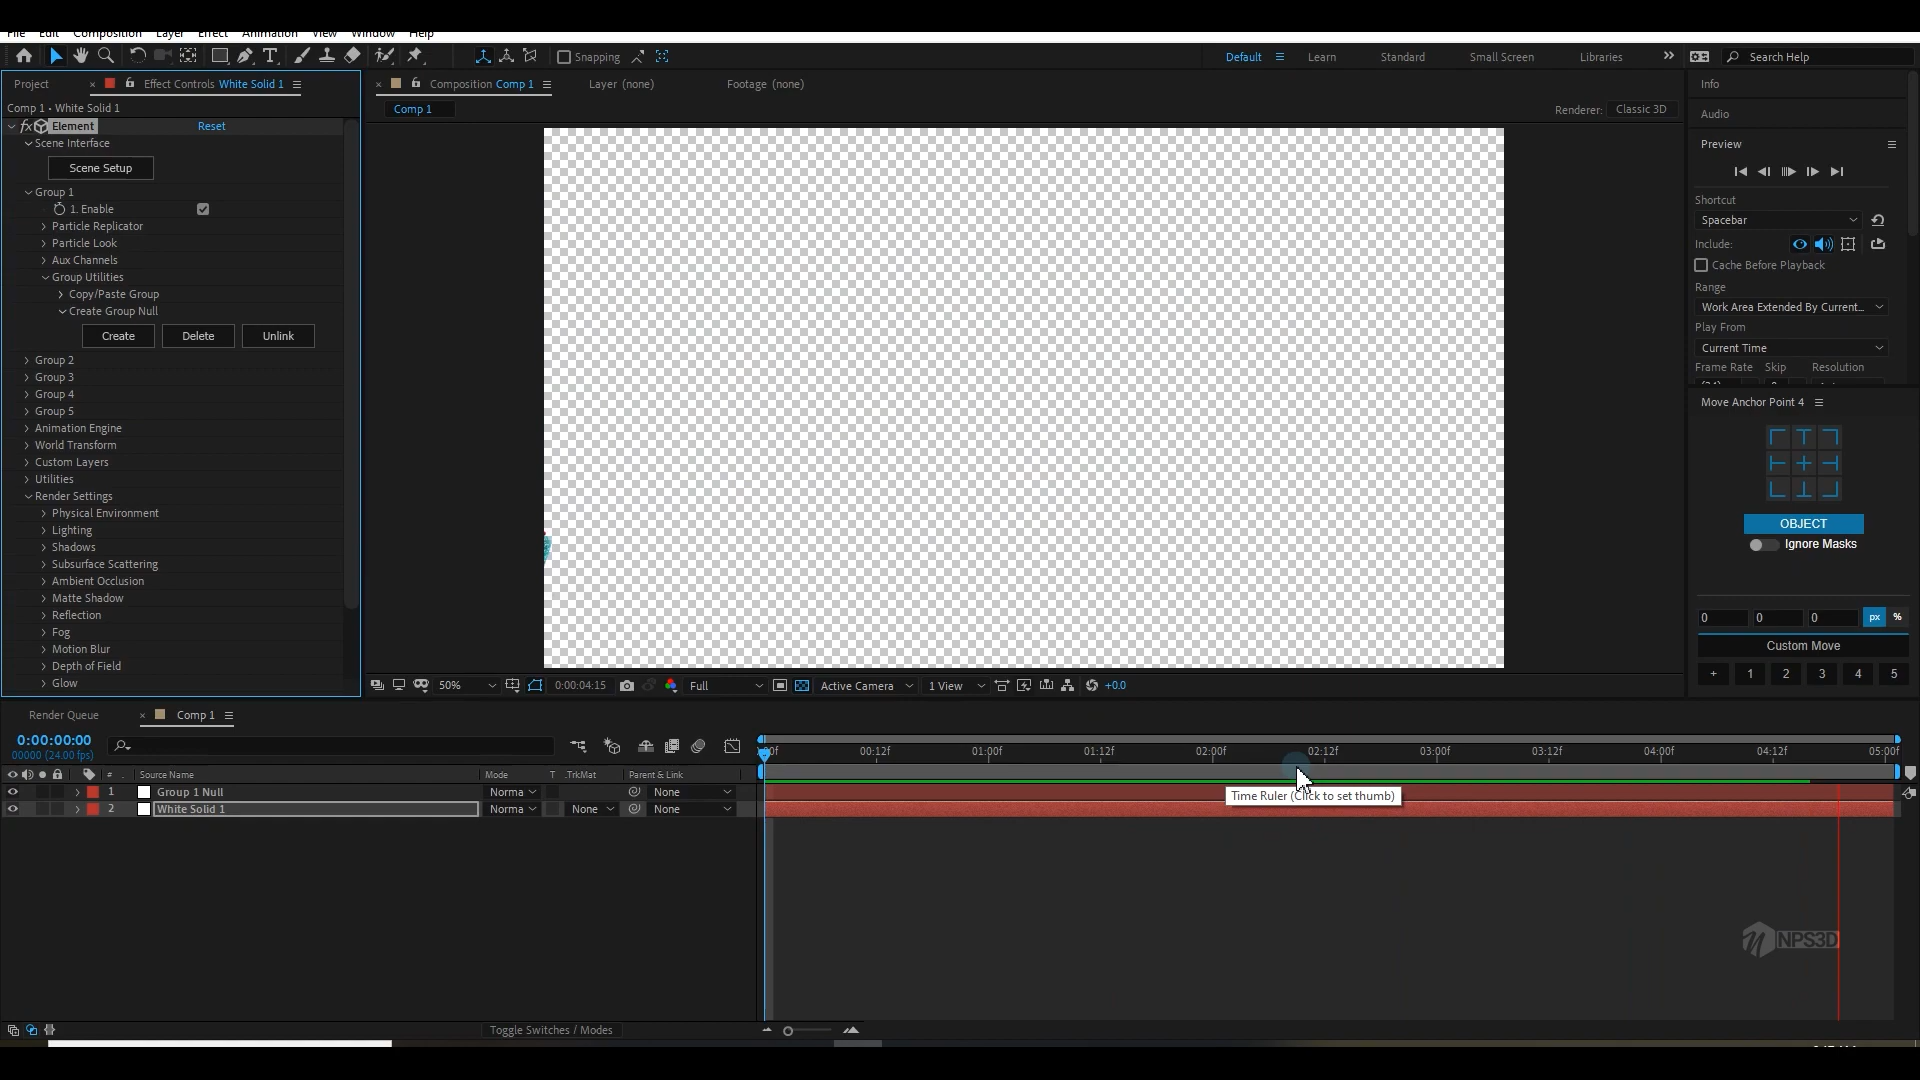 File Edit Composition Layer Effect Animation View Window Help
Snapping
Default
Learn
Standard
Small Screen
Libraries
Search Help
Project
Effect Controls White Solid 1
Composition Comp 1
Layer (none)
Footage (none)
Info
Comp 1 • White Solid 1
Comp 1
Renderer: Classic 3D
Audio
fx Element
Reset
Scene Interface
Preview
Scene Setup
Group 1
Shortcut
1. Enable
Spacebar
Particle Replicator
Particle Look
Include:
Aux Channels
Cache Before Playback
Group Utilities
Range
Copy/Paste Group
Work Area Extended By Current...
Create Group Null
Play From
Create
Delete
Unlink
Current Time
Group 2
Frame Rate Skip Resolution
Group 3
Group 4
Move Anchor Point 4
Group 5
Animation Engine
World Transform
Custom Layers
Utilities
Render Settings
Physical Environment
OBJECT
Lighting
Ignore Masks
Shadows
Subsurface Scattering
Ambient Occlusion
Matte Shadow
Reflection
0 0 0 px %
Fog
Motion Blur
Custom Move
Depth of Field
+ 1 2 3 4 5
Glow
50%
0:00:04:15
Full
Active Camera
1 View
+0.0
Render Queue
Comp 1
0:00:00:00
00000 (24.00 fps)
00f 00:12f 01:00f 01:12f 02:00f 02:12f 03:00f 03:12f 04:00f 04:12f 05:00f
# Source Name Mode T .TrkMat Parent & Link
1 Group 1 Null Norma None
Time Ruler (Click to set thumb)
2 White Solid 1 Norma None None
NPS3D
Toggle Switches / Modes